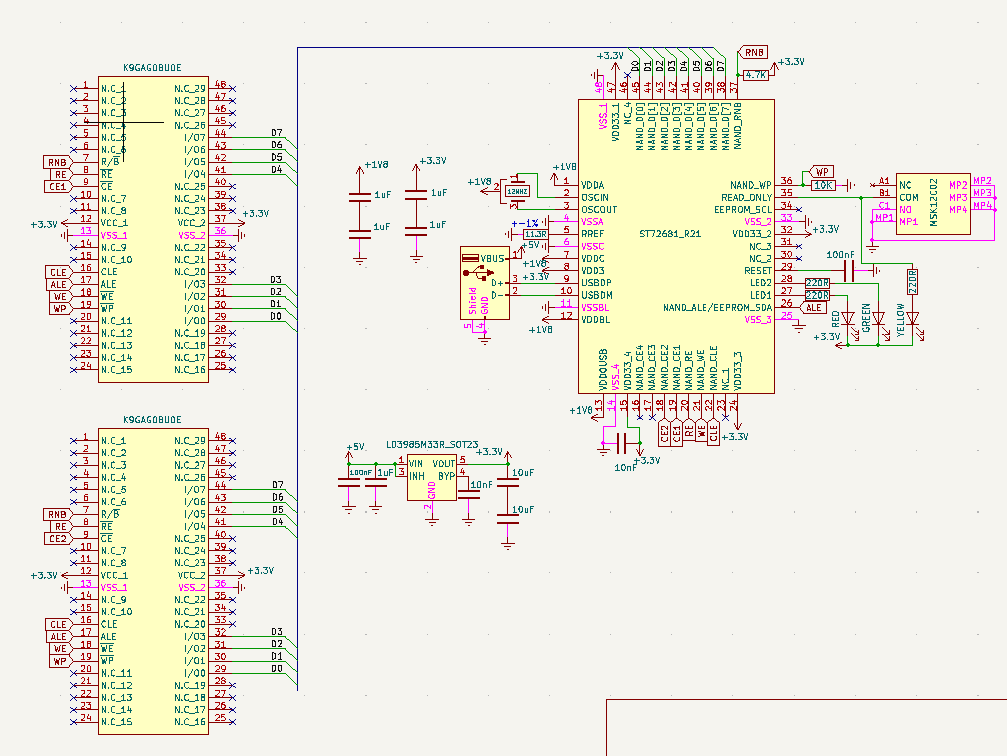 K9GAG08U0E
1 N.C_1 N.C_29 48
2 N.C_2 N.C_28 47
3 N.C_3 N.C_27 46
4 N.C_4 N.C_26 45
5 N.C_5 I/O7 44 D7
6 N.C_6 I/O6 43 D6
RNB 7 R/B I/O5 42 D5
RE 8 RE I/O4 41 D4
CE1 9 CE N.C_25 40
10 N.C_7 N.C_24 39
11 N.C_8 N.C_23 38
+3.3V 12 VCC_1 VCC_2 37 +3.3V
13 VSS_1 VSS_2 36
14 N.C_9 N.C_22 35
15 N.C_10 N.C_21 34
CLE 16 CLE N.C_20 33
ALE 17 ALE I/O3 32 D3
WE 18 WE I/O2 31 D2
WP 19 WP I/O1 30 D1
20 N.C_11 I/O0 29 D0
21 N.C_12 N.C_19 28
22 N.C_13 N.C_18 27
23 N.C_14 N.C_17 26
24 N.C_15 N.C_16 25
K9GAG08U0E
1 N.C_1 N.C_29 48
2 N.C_2 N.C_28 47
3 N.C_3 N.C_27 46
4 N.C_4 N.C_26 45
5 N.C_5 I/O7 44 D7
6 N.C_6 I/O6 43 D6
RNB 7 R/B I/O5 42 D5
RE 8 RE I/O4 41 D4
CE2 9 CE N.C_25 40
10 N.C_7 N.C_24 39
11 N.C_8 N.C_23 38
+3.3V 12 VCC_1 VCC_2 37 +3.3V
13 VSS_1 VSS_2 36
14 N.C_9 N.C_22 35
15 N.C_10 N.C_21 34
CLE 16 CLE N.C_20 33
ALE 17 ALE I/O3 32 D3
WE 18 WE I/O2 31 D2
WP 19 WP I/O1 30 D1
20 N.C_11 I/O0 29 D0
21 N.C_12 N.C_19 28
22 N.C_13 N.C_18 27
23 N.C_14 N.C_17 26
24 N.C_15 N.C_16 25
+1V8 +3.3V
1uF 1uF
1uF 1uF
+5V LD3985M33R_SOT23 +3.3V
100nF 1uF 1 VIN VOUT 5 10uF
3 INH BYP 4 10nF
GND 2
10uF
+3.3V D0 D1 D2 D3 D4 D5 D6 D7 RNB
4.7K +3.3V
48 47 46 45 44 43 42 41 40 39 38 37
VSS_1 VDD33_1 NC_4 NAND_D[0] NAND_D[1] NAND_D[2] NAND_D[3] NAND_D[4] NAND_D[5] NAND_D[6] NAND_D[7] NAND_RNB
ST72681_R21
+1V8 1 VDDA
+1V8 2 1 3 12MHZ
2 OSCIN
3 OSCOUT
4 VSSA
+-1% 11.3R 5 RREF
6 VSSC
+1V8 7 VDDC
+3.3V 8 VDD3
9 USBDP
10 USBDM
11 VSSBL
+1V8 12 VDDBL
VBUS 1 +5V
D+ 3
D- 2
Shield 5
GND 4
NAND_WP 36 WP
READ_ONLY 35 10K
EEPROM_SCL 34
VSS_2 33
VDD33_2 32 +3.3V
NC_3 31
NC_2 30
RESET 29 100nF
LED2 28 220R
LED1 27 220R
NAND_ALE/EEPROM_SDA 26 ALE
VSS_3 25
VDDOUSB VSS_4 VDD33_4 NAND_CE4 NAND_CE3 NAND_CE2 NAND_CE1 NAND_RE NAND_WE NAND_CLE NC_1 VDD33_3
13 14 15 16 17 18 19 20 21 22 23 24
+1V8 CE2 CE1 RE WE CLE +3.3V
10nF +3.3V
A1 NC MP2 MP2
B1 COM MP3 MP3
C1 NO MP4 MP4
MP1 MP1
MSK12C02
220R
RED GREEN YELLOW
+3.3V